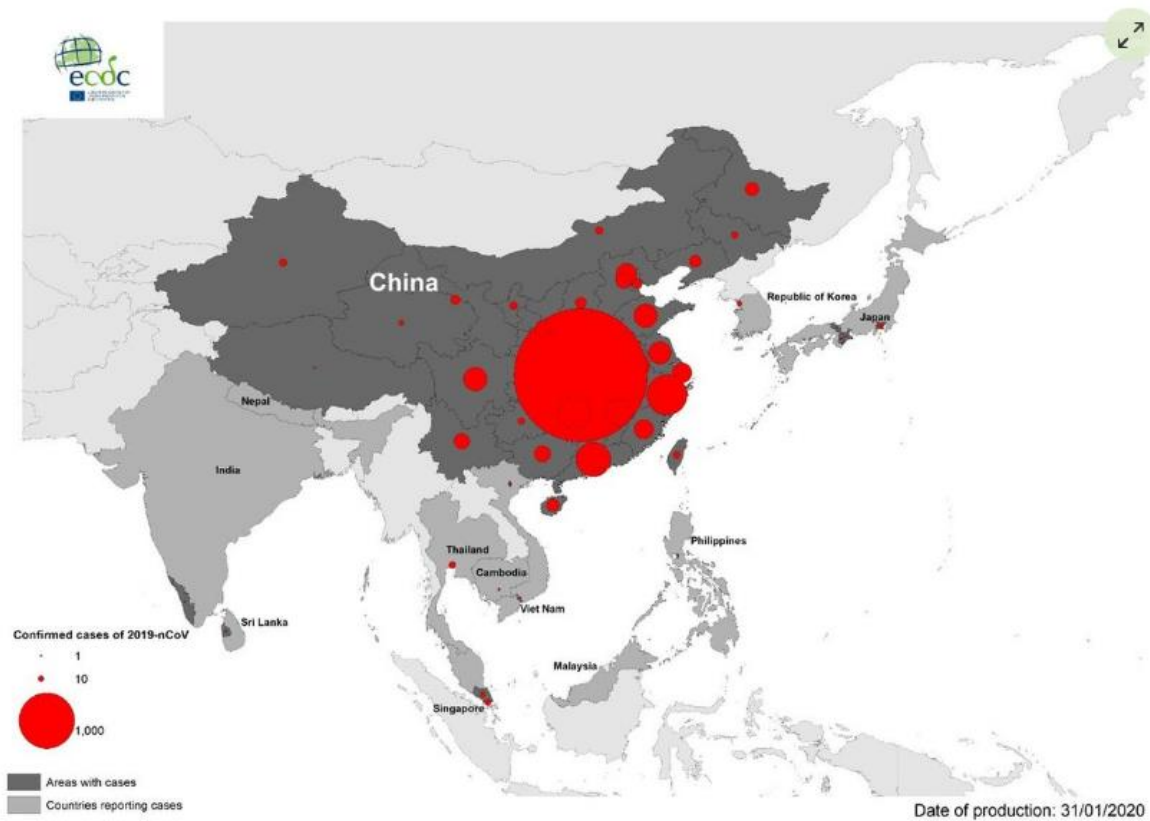 ecdc
China
Republic of Korea
Japan
Nepal
India
Thailand
Cambodia
Viet Nam
Philippines
Sri Lanka
Malaysia
Singapore
Confirmed cases of 2019-nCoV
1
10
1,000
Areas with cases
Countries reporting cases
Date of production: 31/01/2020